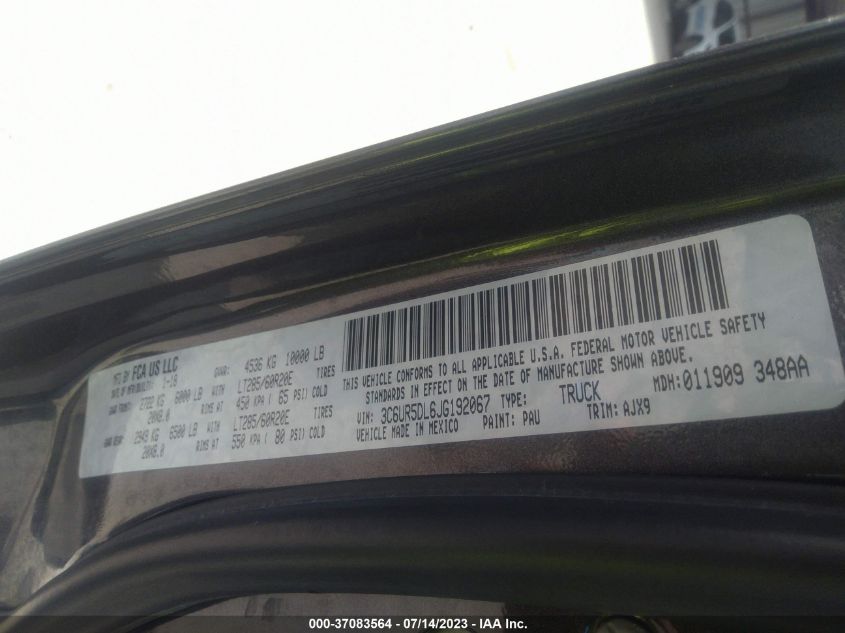 MFD BY FCA US LLC
DATE OF MFR/BUILD: 1-18
GVWR: 4536 KG 10000 LB
GAWR FRONT: 2722 KG 6000 LB WITH LT285/60R20E TIRES
20X8.0 RIMS AT 450 KPA ( 65 PSI) COLD
GAWR REAR: 2949 KG 6500 LB WITH LT285/60R20E TIRES
20X8.0 RIMS AT 550 KPA ( 80 PSI) COLD
THIS VEHICLE CONFORMS TO ALL APPLICABLE U.S.A. FEDERAL MOTOR VEHICLE SAFETY
STANDARDS IN EFFECT ON THE DATE OF MANUFACTURE SHOWN ABOVE.
VIN: 3C6UR5DL6JG192067 TYPE: TRUCK MDH: 011909 348AA
VEHICLE MADE IN MEXICO PAINT: PAU TRIM: AJX9
000-37083564 / 07/14/2023 - IAA Inc.